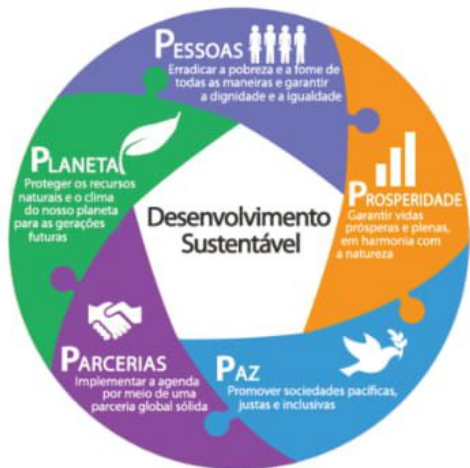 PESSOAS
Erradicar a pobreza e a fome de
todas as maneiras e garantir
a dignidade e a igualdade
PROSPERIDADE
Garantir vidas
prósperas e plenas,
em harmonia com
a natureza
PAZ
Promover sociedades pacíficas,
justas e inclusivas
PARCERIAS
Implementar a agenda
por meio de uma
parceria global sólida
PLANETA
Proteger os recursos
naturais e o clima
do nosso planeta
para as gerações
futuras
Desenvolvimento
Sustentável